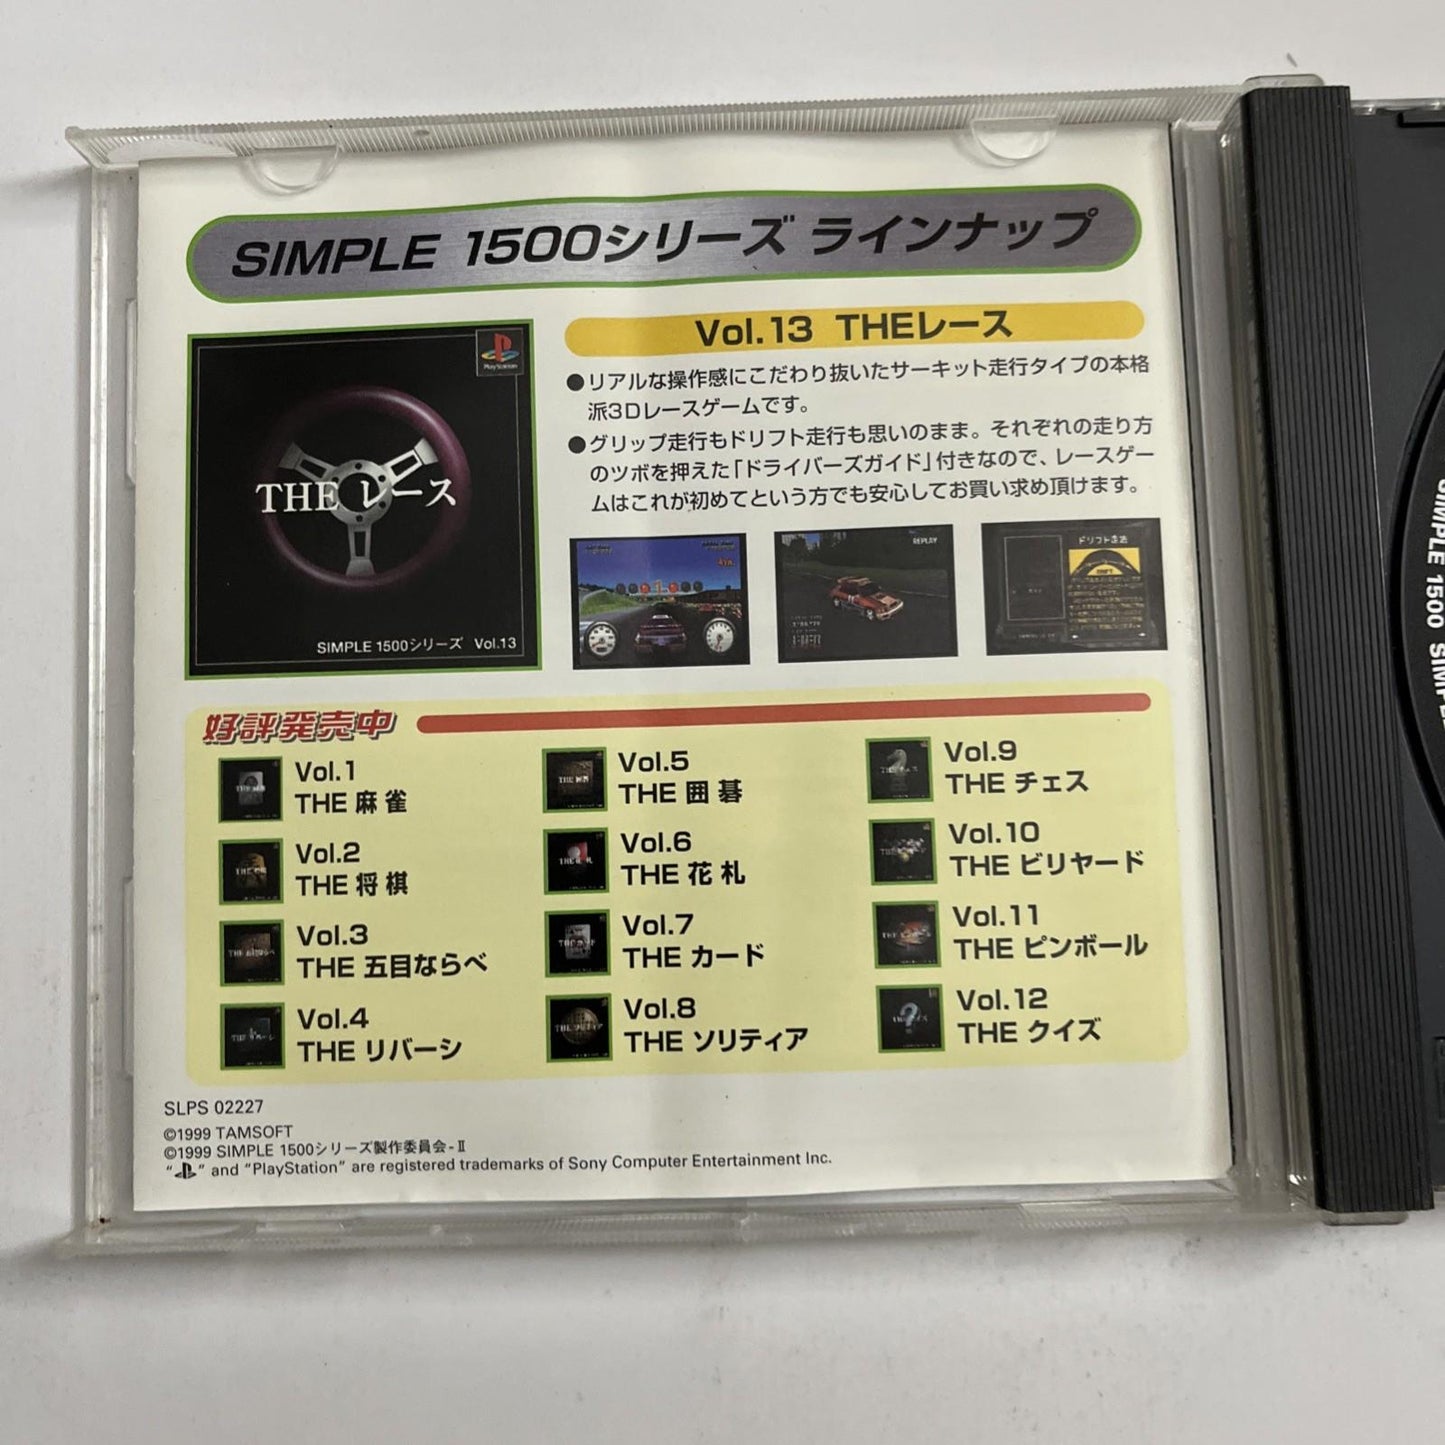 SIMPLE 1500シリーズ ラインナップ
PlayStation
THE レース
SIMPLE 1500シリーズ Vol.13
Vol.13 THEレース
●リアルな操作感にこだわり抜いたサーキット走行タイプの本格
派3Dレースゲームです。
●グリップ走行もドリフト走行も思いのまま。それぞれの走り方
のツボを押えた「ドライバーズガイド」付きなので、レースゲー
ムはこれが初めてという方でも安心してお買い求め頂けます。
REPLAY
ドリフト走法
好評発売中
Vol.1
THE 麻雀
Vol.2
THE 将棋
Vol.3
THE 五目ならべ
Vol.4
THE リバーシ
Vol.5
THE 囲碁
Vol.6
THE 花札
Vol.7
THE カード
Vol.8
THE ソリティア
Vol.9
THE チェス
Vol.10
THE ビリヤード
Vol.11
THE ピンボール
Vol.12
THE クイズ
SLPS 02227
©1999 TAMSOFT
©1999 SIMPLE 1500シリーズ製作委員会-Ⅱ
“ ” and “PlayStation” are registered trademarks of Sony Computer Entertainment Inc.
SIMPLE 1500 SIMPLE